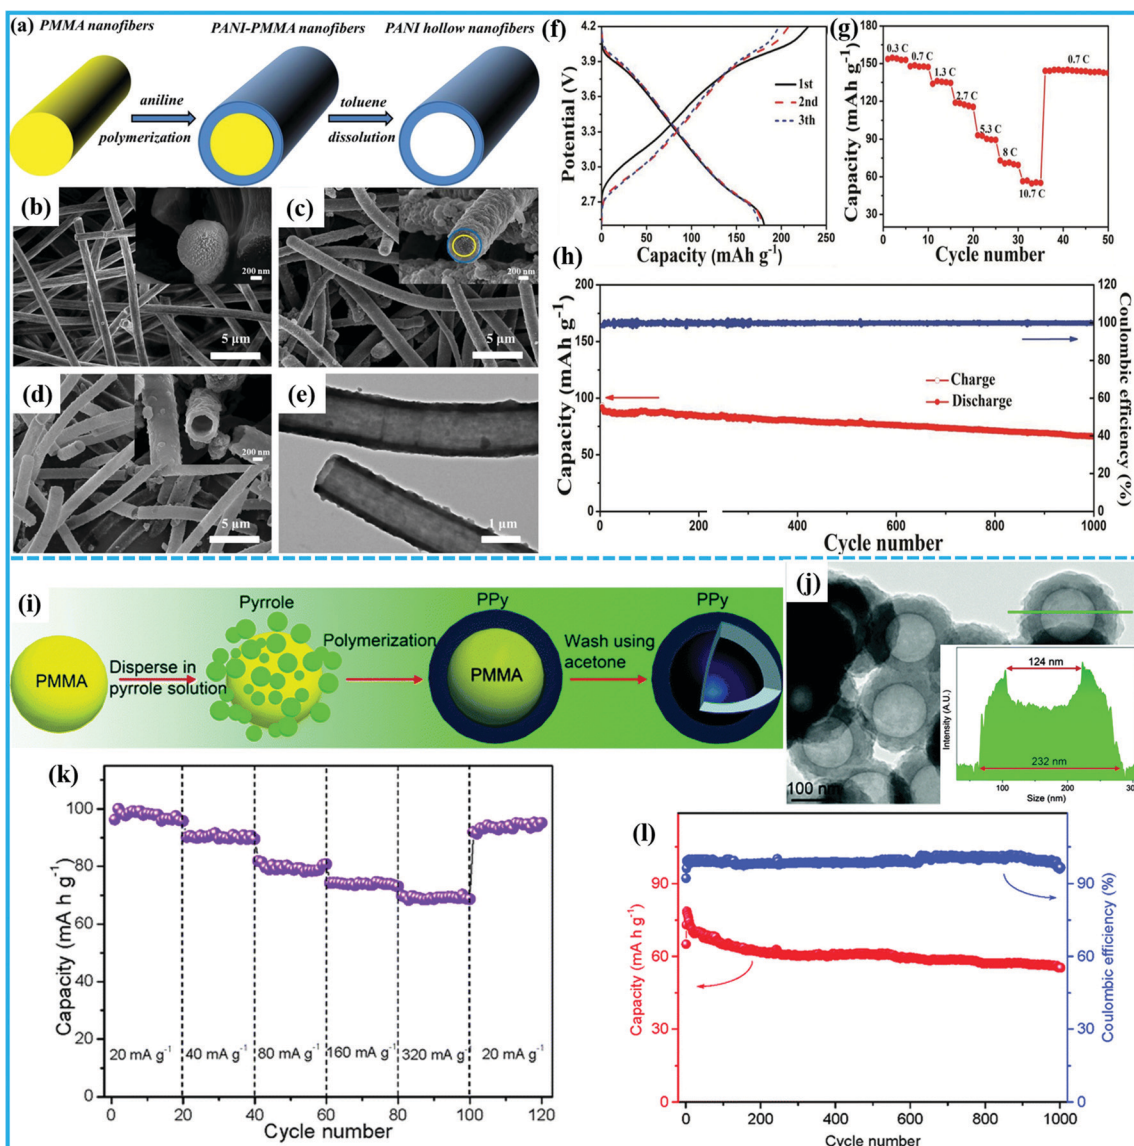 (a)
PMMA nanofibers
PANI-PMMA nanofibers
PANI hollow nanofibers
aniline
polymerization
toluene
dissolution
(b)
200 nm
5 μm
(c)
200 nm
5 μm
(d)
200 nm
5 μm
(e)
1 μm
(f)
4.2
3.9
3.6
3.3
3.0
2.7
Potential (V)
1st
2nd
3th
0
50
100
150
200
250
Capacity (mAh g⁻¹)
(g)
180
150
120
90
60
30
Capacity (mAh g⁻¹)
0.3 C
0.7 C
1.3 C
2.7 C
5.3 C
8 C
10.7 C
0.7 C
0
10
20
30
40
50
Cycle number
(h)
200
175
150
125
100
75
50
25
0
Capacity (mAh g⁻¹)
Charge
Discharge
120
100
80
60
40
20
0
Coulombic efficiency (%)
0
200
400
600
800
1000
Cycle number
(i)
PMMA
Disperse in
pyrrole solution
Pyrrole
Polymerization
PPy
PMMA
Wash using
acetone
PPy
(j)
100 nm
124 nm
232 nm
Intensity (A.U.)
100
200
Size (nm)
(k)
100
80
60
40
20
0
Capacity (mA h g⁻¹)
20 mA g⁻¹
40 mA g⁻¹
80 mA g⁻¹
160 mA g⁻¹
320 mA g⁻¹
20 mA g⁻¹
0
20
40
60
80
100
120
Cycle number
(l)
90
60
30
0
Capacity (mA h g⁻¹)
90
60
30
0
Coulombic efficiency (%)
0
200
400
600
800
1000
Cycle number